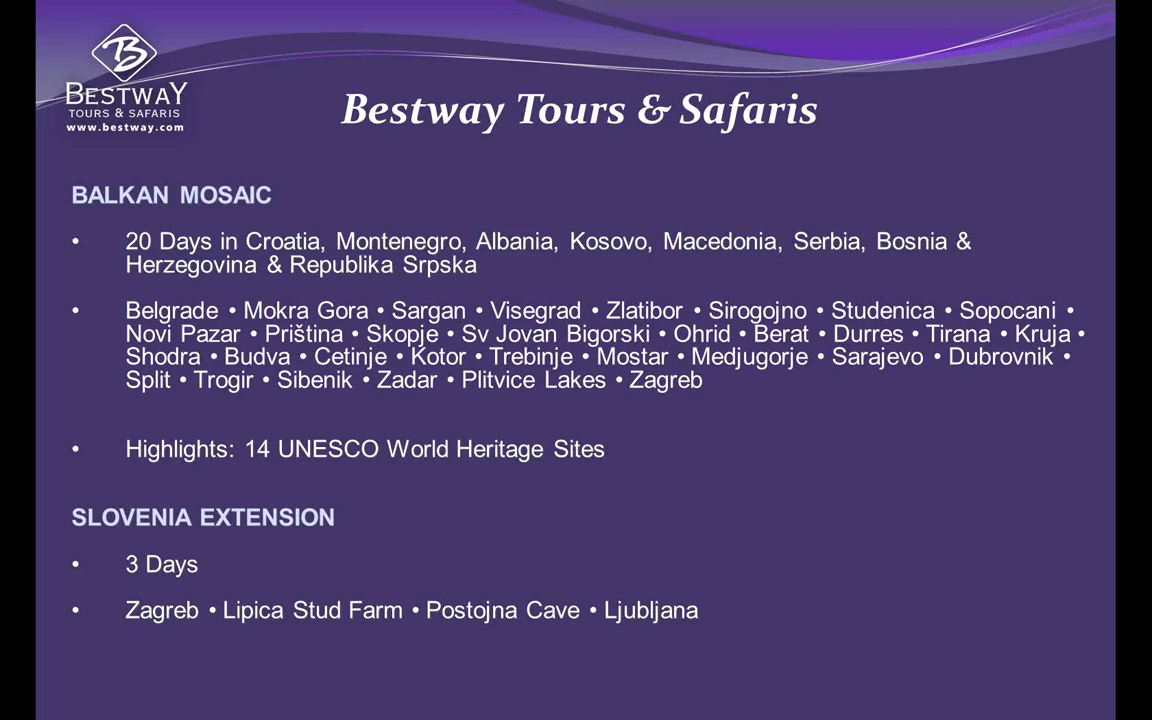 B
BESTWAY
TOURS & SAFARIS
www.bestway.com
Bestway Tours & Safaris
BALKAN MOSAIC
• 20 Days in Croatia, Montenegro, Albania, Kosovo, Macedonia, Serbia, Bosnia &
Herzegovina & Republika Srpska
• Belgrade • Mokra Gora • Sargan • Visegrad • Zlatibor • Sirogojno • Studenica • Sopocani •
Novi Pazar • Priština • Skopje • Sv Jovan Bigorski • Ohrid • Berat • Durres • Tirana • Kruja •
Shodra • Budva • Cetinje • Kotor • Trebinje • Mostar • Medjugorje • Sarajevo • Dubrovnik •
Split • Trogir • Sibenik • Zadar • Plitvice Lakes • Zagreb
• Highlights: 14 UNESCO World Heritage Sites
SLOVENIA EXTENSION
• 3 Days
• Zagreb • Lipica Stud Farm • Postojna Cave • Ljubljana